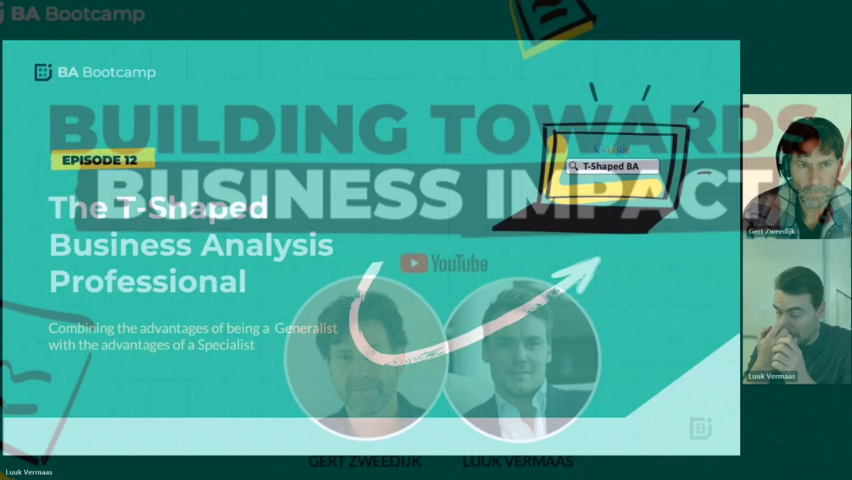 BA Bootcamp
BA Bootcamp
BUILDING TOWARDS
BUSINESS IMPACT
EPISODE 12
The T-Shaped
Business Analysis
Professional
Combining the advantages of being a Generalist
with the advantages of a Specialist
Google
T-Shaped BA
YouTube
Gert Zweedijk
Luuk Vermaas
GERT ZWEEDIJK
LUUK VERMAAS
Luuk Vermaas